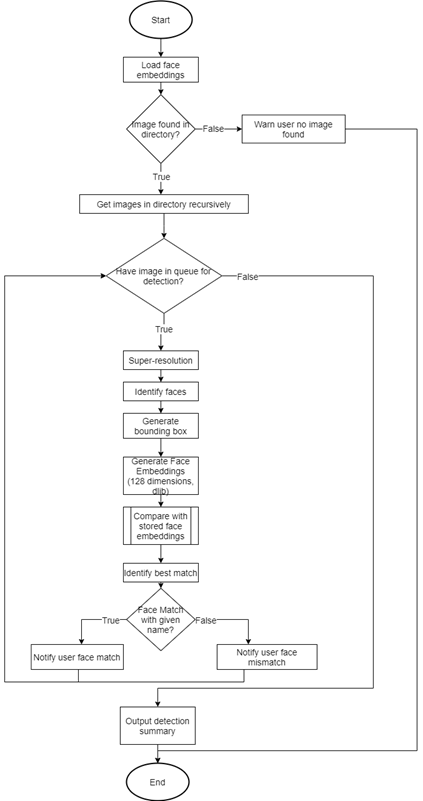 Start
Load face
embeddings
Image found in
directory?
False
Warn user no image
found
True
Get images in directory recursively
Have image in queue for
detection?
False
True
Super-resolution
Identify faces
Generate
bounding box
Generate Face
Embeddings
(128 dimensions,
dlib)
Compare with
stored face
embeddings
Identify best match
Face Match
with given
name?
True
False
Notify user face match
Notify user face
mismatch
Output detection
summary
End